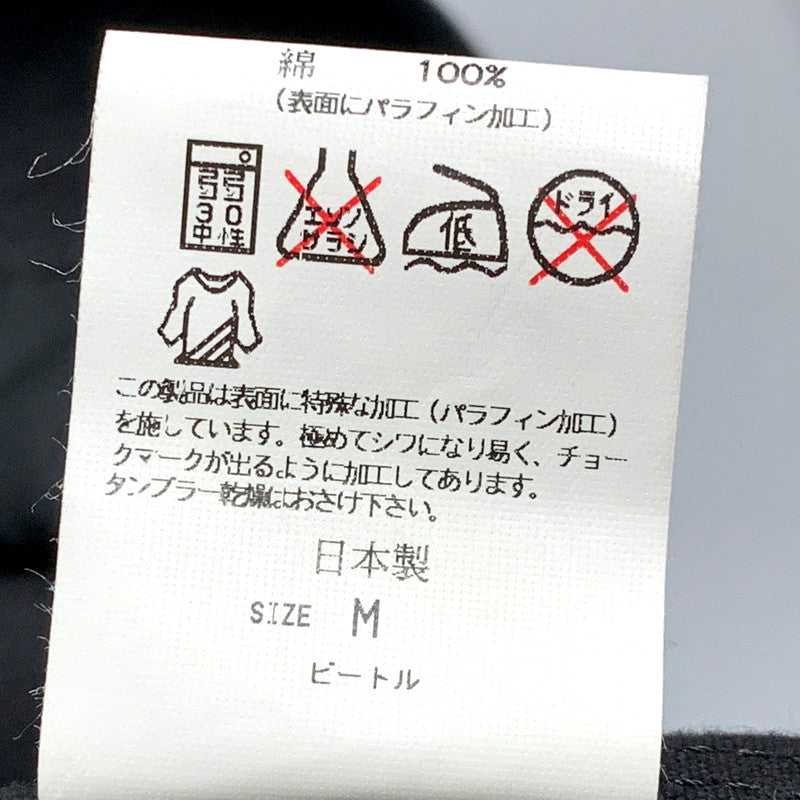 綿 100%
(表面にパラフィン加工)
弱
30
中性
エンソ
サラシ
低
ドライ
この製品は表面に特殊な加工(パラフィン加工)
を施しています。極めてシワになり易く、チョー
クマークが出るように加工してあります。
タンブラー乾燥はおさけ下さい。
日本製
SIZE M
ビートル